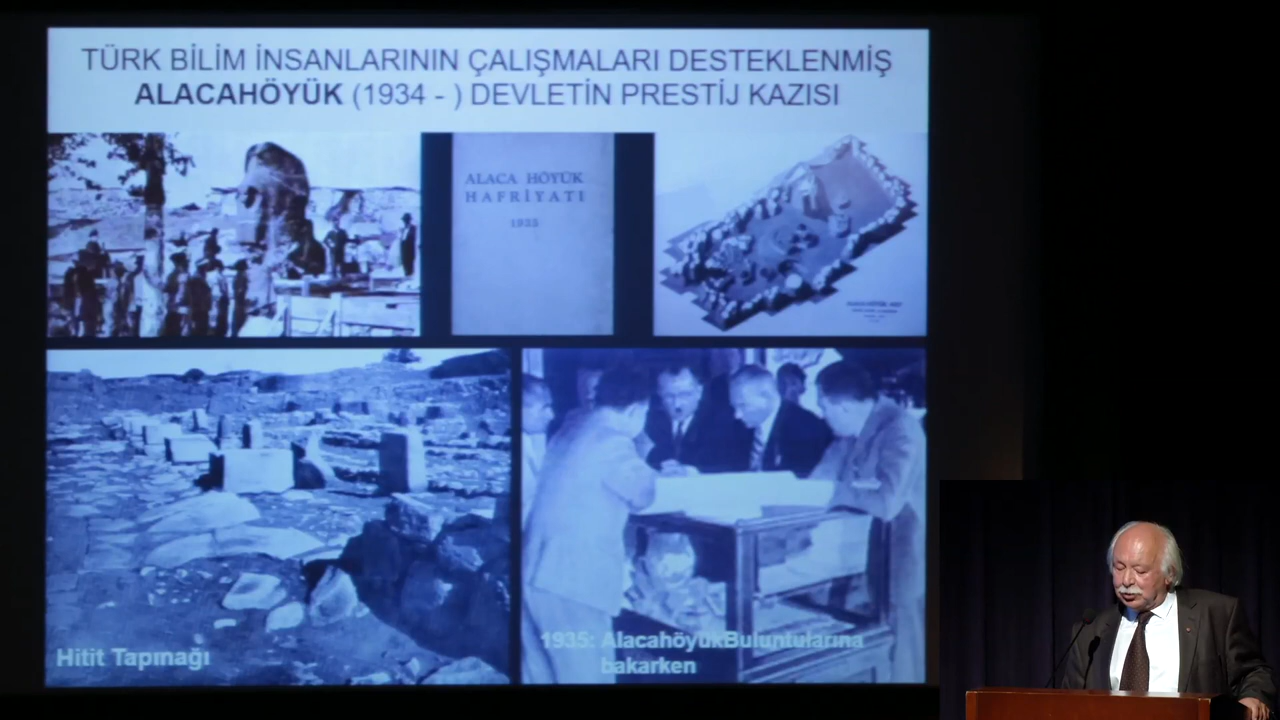 TÜRK BİLİM İNSANLARININ ÇALIŞMALARI DESTEKLENMİŞ
ALACAHÖYÜK (1934 - ) DEVLETİN PRESTİJ KAZISI
ALACA HÖYÜK
HAFRİYATI
Hitit Tapınağı
1935: AlacahöyükBuluntularına
bakarken